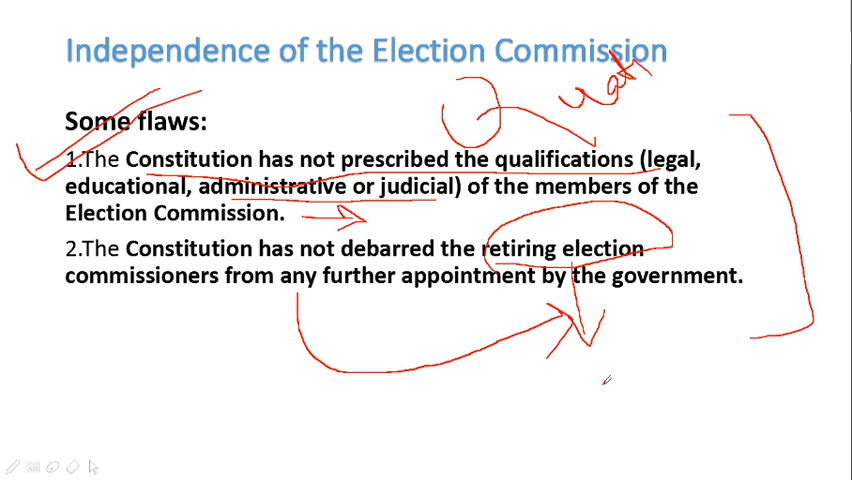 Independence of the Election Commission
Some flaws:
1.The Constitution has not prescribed the qualifications (legal,
educational, administrative or judicial) of the members of the
Election Commission.
2.The Constitution has not debarred the retiring election
commissioners from any further appointment by the government.